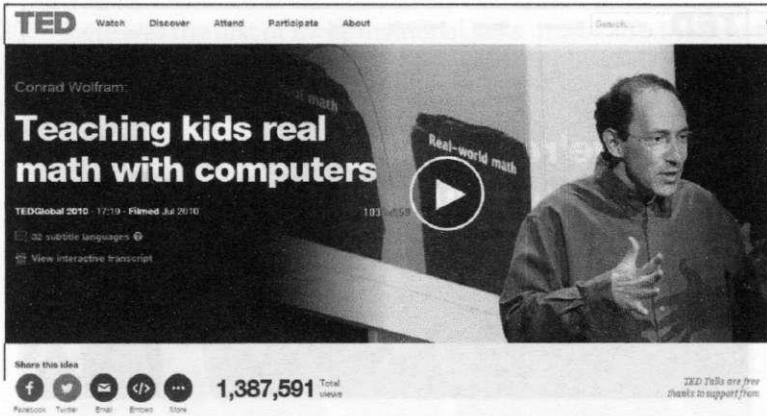 TED Watch Discover Attend Participate About Search...
Conrad Wolfram:
Teaching kids real
math with computers
TEDGlobal 2010 · 17:19 · Filmed Jul 2010
32 subtitle languages
View interactive transcript
math
Real-world math
Share this idea
Facebook Twitter Email Embed More
1,387,591 Total
views
TED Talks are free
thanks to support from